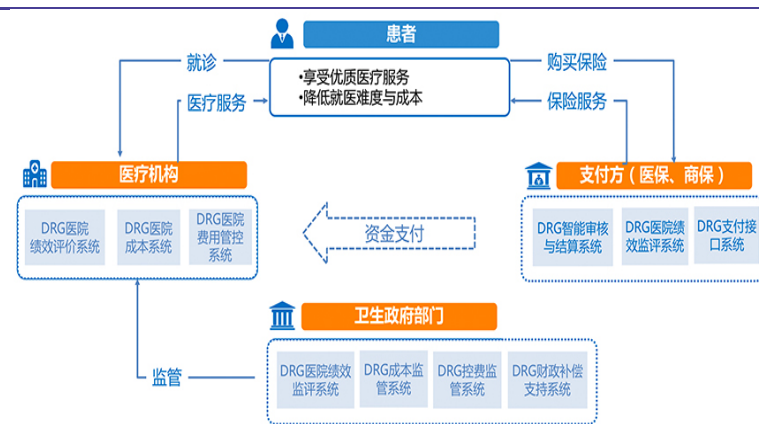 患者
就诊
购买保险
•享受优质医疗服务
•降低就医难度与成本
医疗服务
保险服务
医疗机构
支付方（医保、商保）
DRG医院
绩效评价系统
DRG医院
成本系统
DRG医院
费用管控
系统
资金支付
DRG智能审核
与结算系统
DRG医院绩
效监评系统
DRG支付接
口系统
卫生政府部门
监管
DRG医院绩效
监评系统
DRG成本监
管系统
DRG控费监
管系统
DRG财政补偿
支持系统